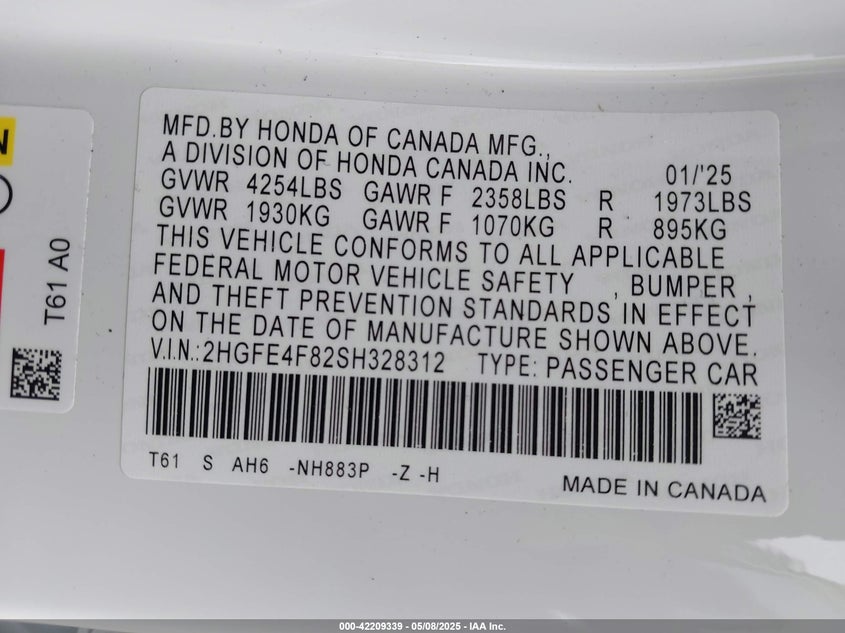 MFD.BY HONDA OF CANADA MFG.,
A DIVISION OF HONDA CANADA INC. 01/'25
GVWR 4254LBS GAWR F 2358LBS R 1973LBS
GVWR 1930KG GAWR F 1070KG R 895KG
THIS VEHICLE CONFORMS TO ALL APPLICABLE
FEDERAL MOTOR VEHICLE SAFETY , BUMPER ,
AND THEFT PREVENTION STANDARDS IN EFFECT
ON THE DATE OF MANUFACTURE SHOWN ABOVE.
V.I.N.:2HGFE4F82SH328312 TYPE: PASSENGER CAR
T61 S AH6 -NH883P -Z -H
MADE IN CANADA
T61 A0
N
000-42209339 - 05/08/2025 - IAA Inc.